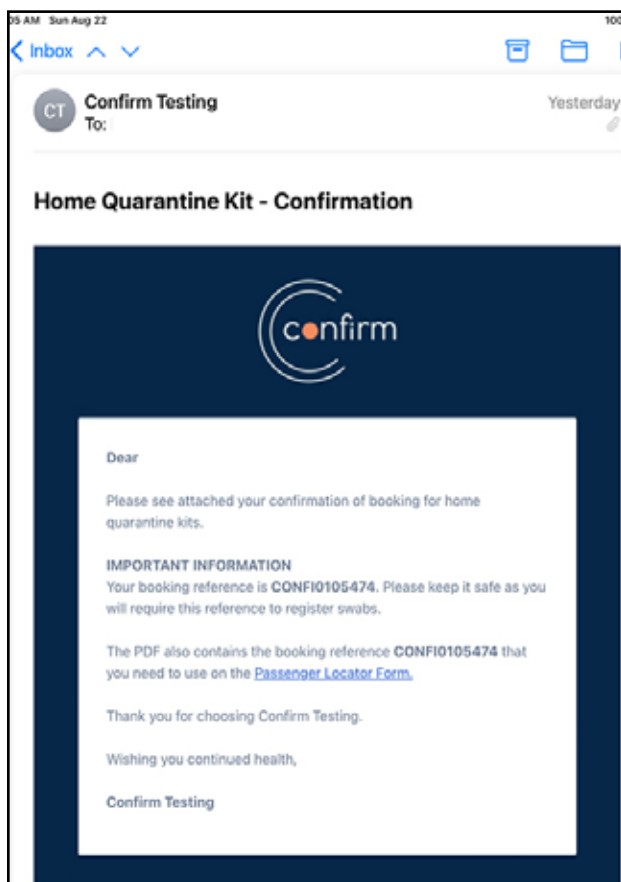 05 AM Sun Aug 22
100
Inbox
CT
Confirm Testing
Yesterday
To:
Home Quarantine Kit - Confirmation
confirm
Dear
Please see attached your confirmation of booking for home
quarantine kits.
IMPORTANT INFORMATION
Your booking reference is CONFI0105474. Please keep it safe as you
will require this reference to register swabs.
The PDF also contains the booking reference CONFI0105474 that
you need to use on the Passenger Locator Form.
Thank you for choosing Confirm Testing.
Wishing you continued health,
Confirm Testing